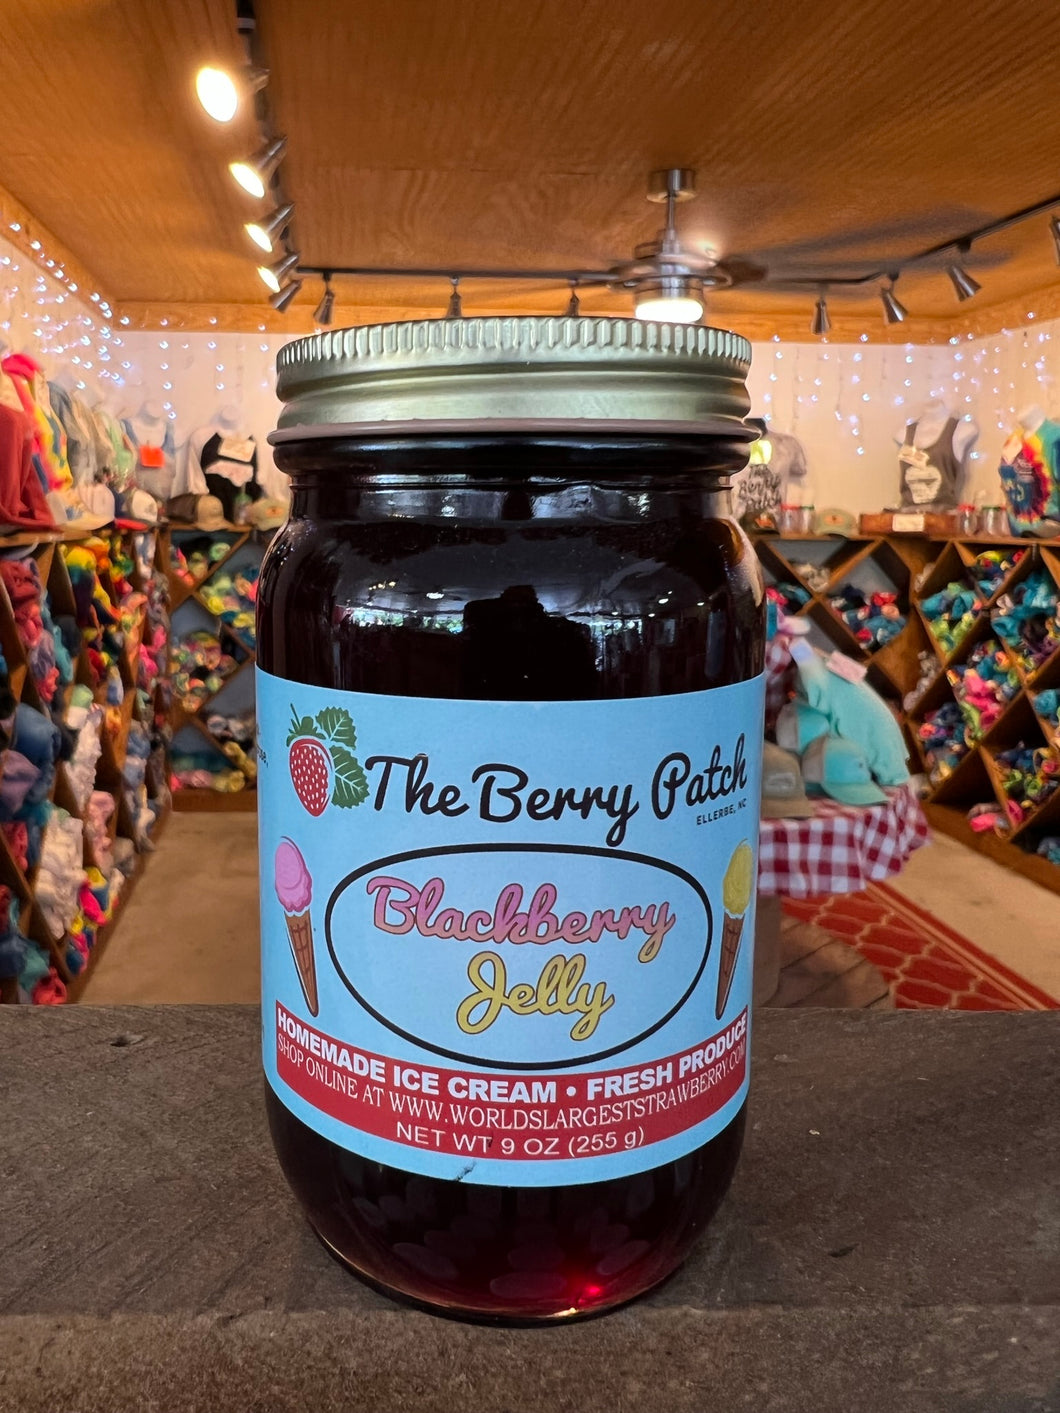 The Berry Patch
ELLERBE, NC
Blackberry
Jelly
HOMEMADE ICE CREAM • FRESH PRODUCE
SHOP ONLINE AT WWW.WORLDSLARGESTSTRAWBERRY.COM
NET WT 9 OZ (255 g)